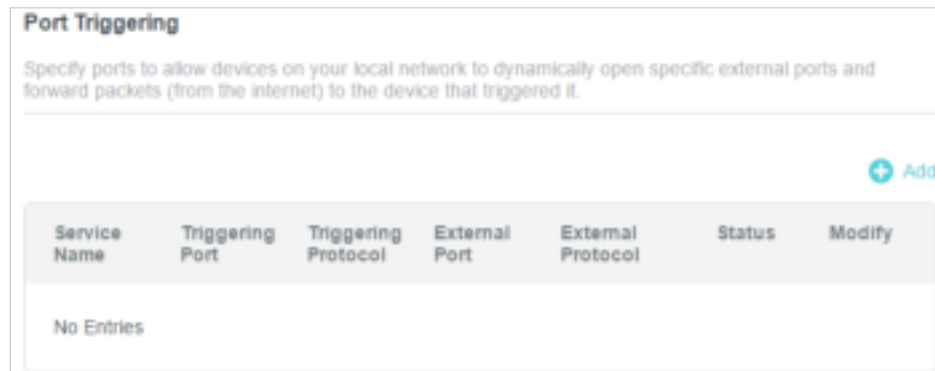 Port Triggering
Specify ports to allow devices on your local network to dynamically open specific external ports and
forward packets (from the internet) to the device that triggered it.
Add
Service Name
Triggering Port
Triggering Protocol
External Port
External Protocol
Status
Modify
No Entries